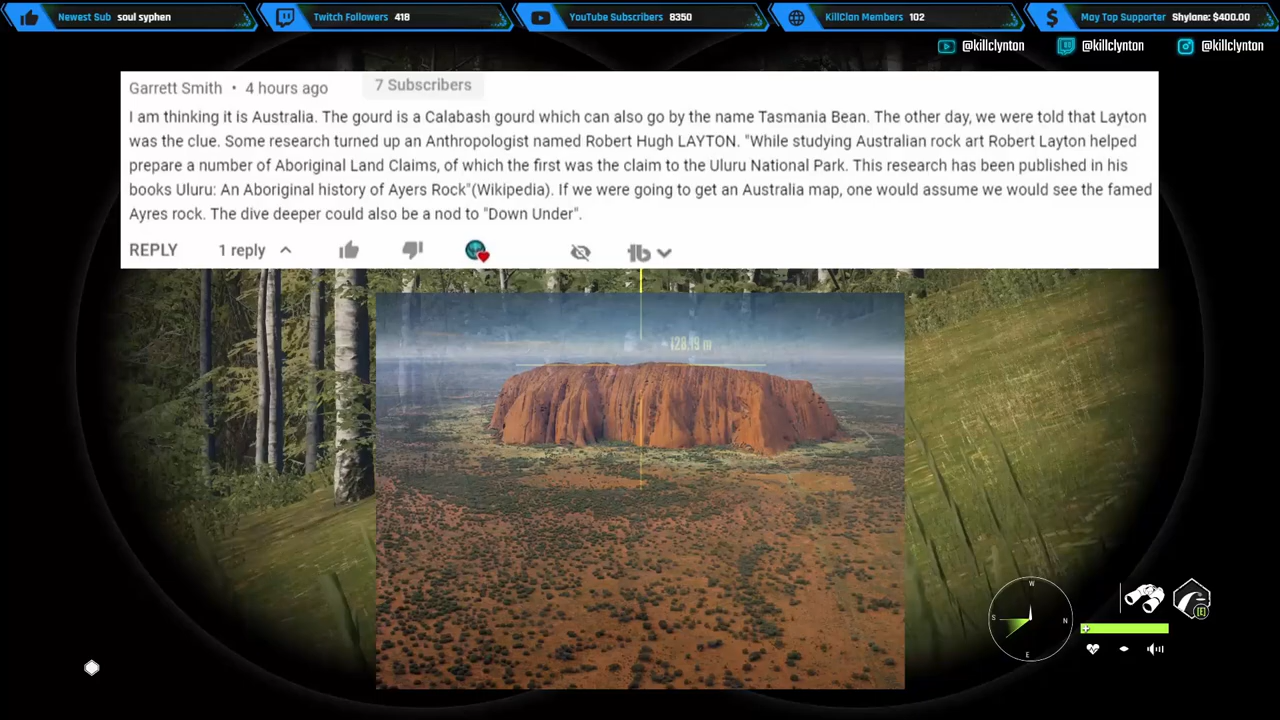 Newest Sub soul syphen
Twitch Followers 418
YouTube Subscribers 8350
KillClan Members 102
May Top Supporter Shylane: $400.00
@killclynton @killclynton @killclynton
Garrett Smith • 4 hours ago 7 Subscribers
I am thinking it is Australia. The gourd is a Calabash gourd which can also go by the name Tasmania Bean. The other day, we were told that Layton
was the clue. Some research turned up an Anthropologist named Robert Hugh LAYTON. "While studying Australian rock art Robert Layton helped
prepare a number of Aboriginal Land Claims, of which the first was the claim to the Uluru National Park. This research has been published in his
books Uluru: An Aboriginal history of Ayers Rock"(Wikipedia). If we were going to get an Australia map, one would assume we would see the famed
Ayres rock. The dive deeper could also be a nod to "Down Under".
REPLY 1 reply
128.19 m
W
S N
E
[E]